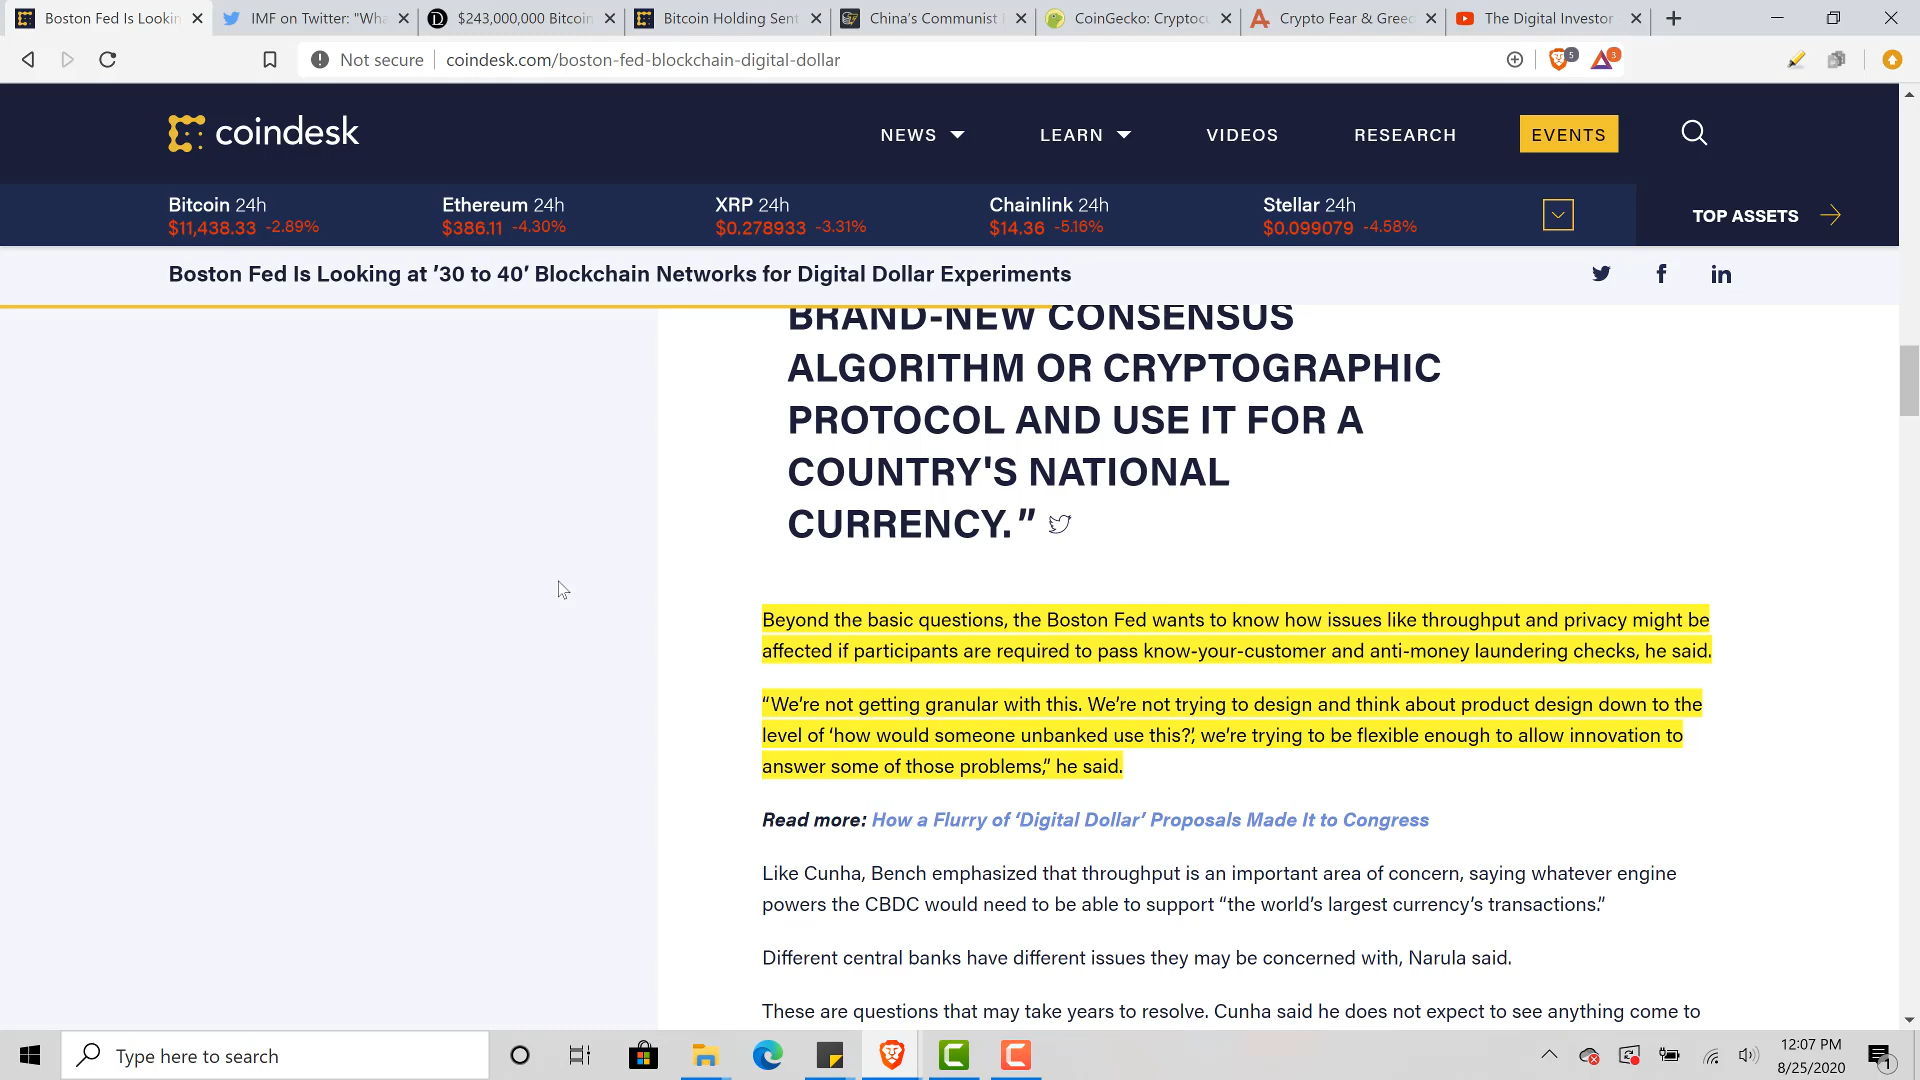 Boston Fed Is Lookin
IMF on Twitter: "Wha
$243,000,000 Bitcoin
Bitcoin Holding Sent
China's Communist
CoinGecko: Cryptocu
Crypto Fear & Greed
The Digital Investor
Not secure
coindesk.com/boston-fed-blockchain-digital-dollar
5
3
coindesk
NEWS
LEARN
VIDEOS
RESEARCH
EVENTS
Bitcoin 24h
$11,438.33 -2.89%
Ethereum 24h
$386.11 -4.30%
XRP 24h
$0.278933 -3.31%
Chainlink 24h
$14.36 -5.16%
Stellar 24h
$0.099079 -4.58%
TOP ASSETS
Boston Fed Is Looking at ’30 to 40’ Blockchain Networks for Digital Dollar Experiments
BRAND-NEW CONSENSUS
ALGORITHM OR CRYPTOGRAPHIC
PROTOCOL AND USE IT FOR A
COUNTRY'S NATIONAL
CURRENCY.”
Beyond the basic questions, the Boston Fed wants to know how issues like throughput and privacy might be
affected if participants are required to pass know-your-customer and anti-money laundering checks, he said.
“We’re not getting granular with this. We’re not trying to design and think about product design down to the
level of ‘how would someone unbanked use this?’, we’re trying to be flexible enough to allow innovation to
answer some of those problems,” he said.
Read more: How a Flurry of ‘Digital Dollar’ Proposals Made It to Congress
Like Cunha, Bench emphasized that throughput is an important area of concern, saying whatever engine
powers the CBDC would need to be able to support “the world’s largest currency’s transactions.”
Different central banks have different issues they may be concerned with, Narula said.
These are questions that may take years to resolve. Cunha said he does not expect to see anything come to
Type here to search
12:07 PM
8/25/2020
1